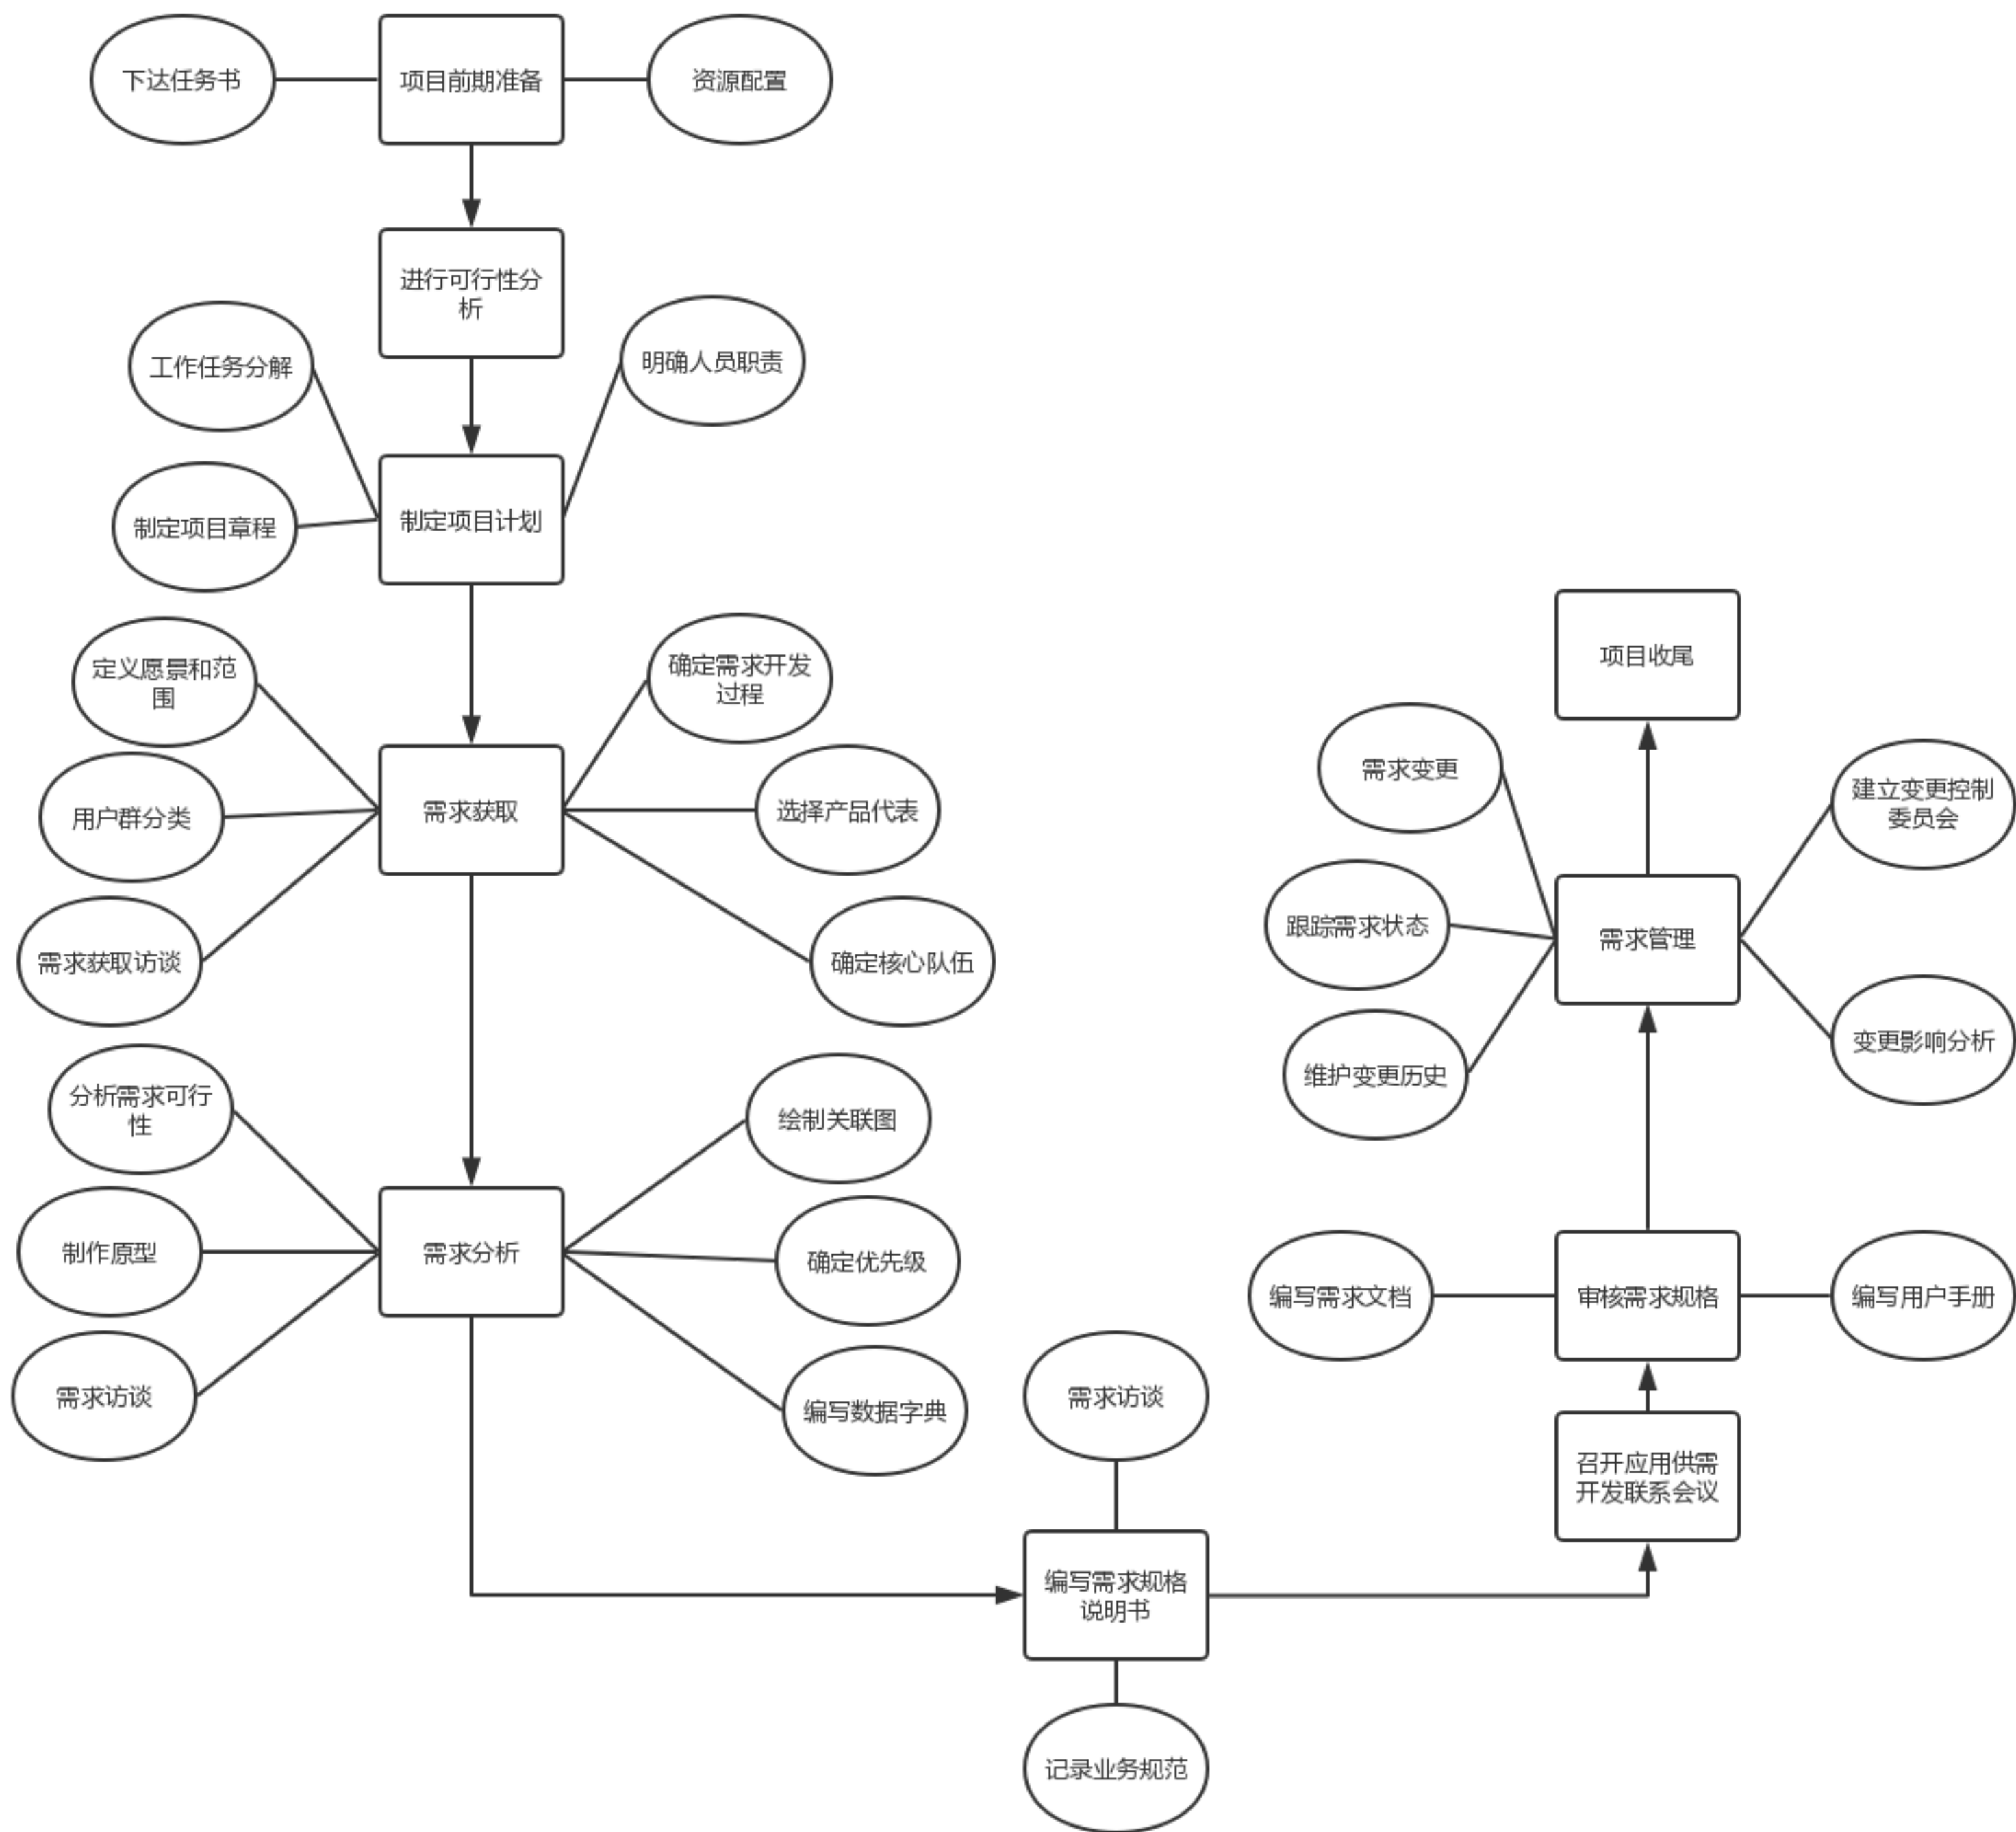 下达任务书
项目前期准备
资源配置
进行可行性分
析
工作任务分解
明确人员职责
制定项目章程
制定项目计划
定义愿景和范
围
确定需求开发
过程
用户群分类
需求获取
选择产品代表
需求获取访谈
确定核心队伍
分析需求可行
性
绘制关联图
制作原型
需求分析
确定优先级
需求访谈
编写数据字典
需求访谈
编写需求规格
说明书
记录业务规范
召开应用供需
开发联系会议
编写需求文档
审核需求规格
编写用户手册
需求变更
建立变更控制
委员会
跟踪需求状态
需求管理
维护变更历史
变更影响分析
项目收尾